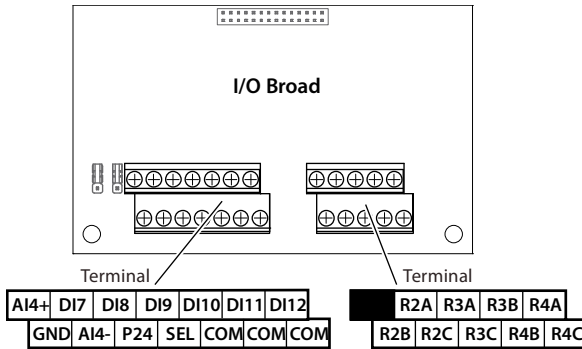 I/O Broad
Terminal
Terminal
AI4+ DI7 DI8 DI9 DI10 DI11 DI12
R2A R3A R3B R4A
GND AI4- P24 SEL COM COM COM
R2B R2C R3C R4B R4C